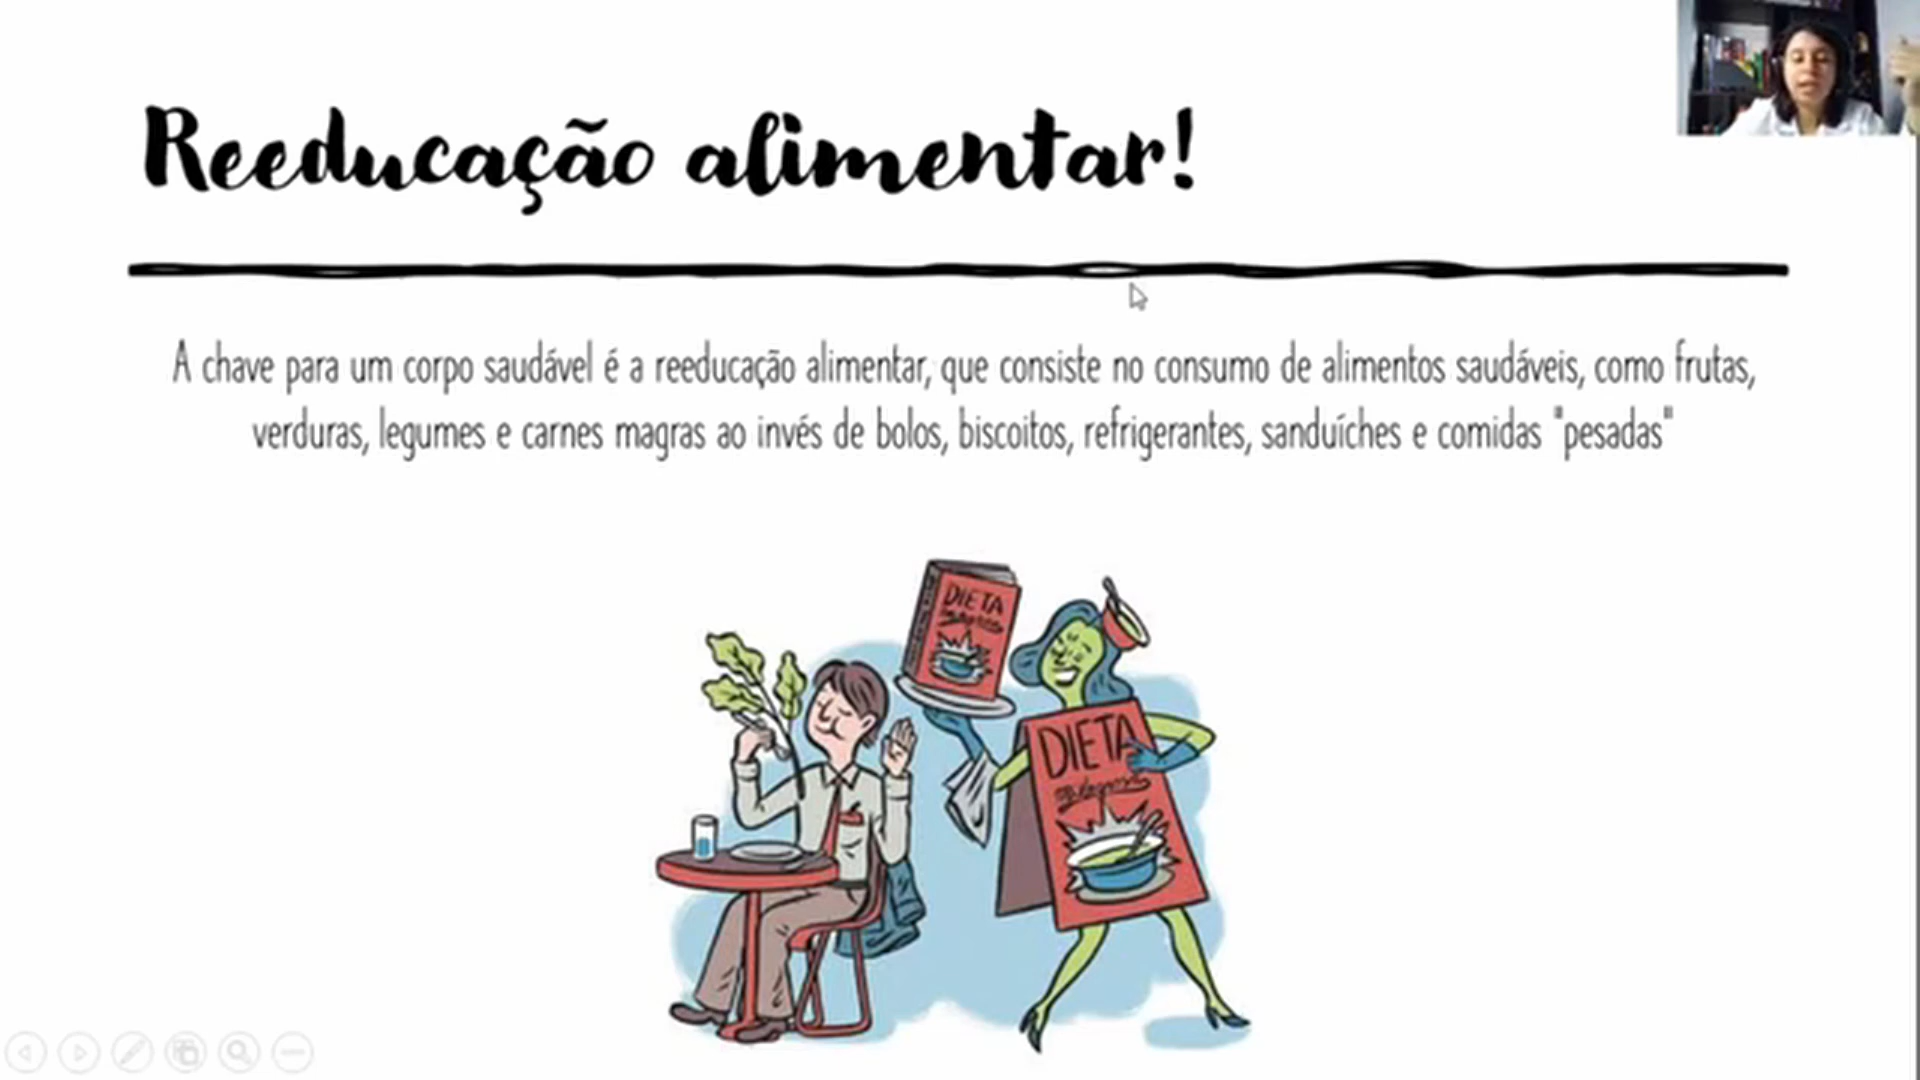 Reeducação alimentar!
A chave para um corpo saudável é a reeducação alimentar, que consiste no consumo de alimentos saudáveis, como frutas,
verduras, legumes e carnes magras ao invés de bolos, biscoitos, refrigerantes, sanduíches e comidas "pesadas"
DIETA
DIETA